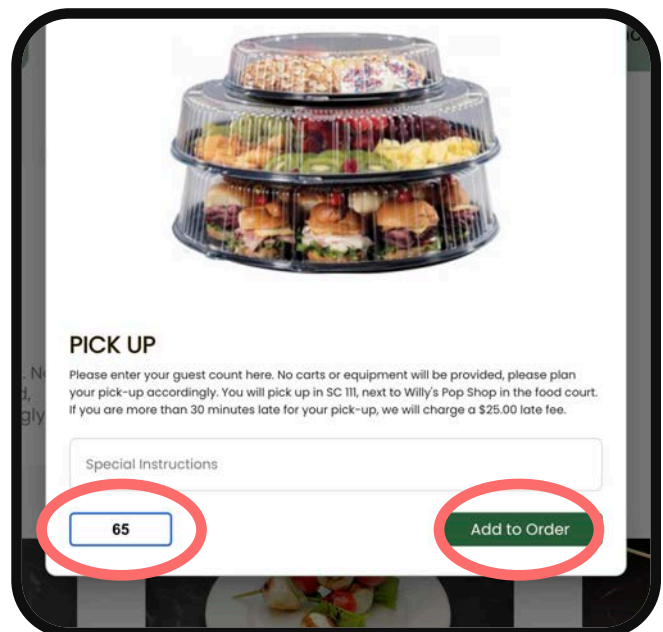 PICK UP
Please enter your guest count here. No carts or equipment will be provided, please plan
your pick-up accordingly. You will pick up in SC 111, next to Willy's Pop Shop in the food court.
If you are more than 30 minutes late for your pick-up, we will charge a $25.00 late fee.
Special Instructions
65
Add to Order